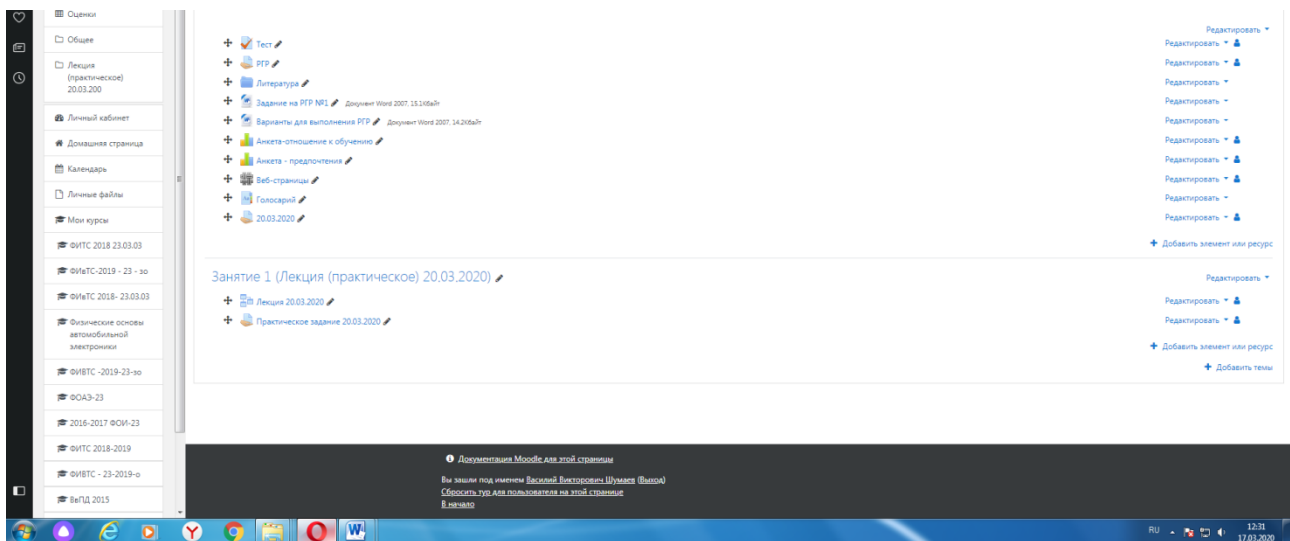 Оценки
Общее
Лекция
(практическое)
20.03.200
Личный кабинет
Домашняя страница
Календарь
Личные файлы
Мои курсы
ФИТС 2018 23.03.03
ФИвТС-2019 - 23 - зо
ФИвТС 2018- 23.03.03
Физические основы
автомобильной
электроники
ФИВТС -2019-23-зо
ФОАЭ-23
2016-2017 ФОИ-23
ФИТС 2018-2019
ФИВТС - 23-2019-о
ВвПД 2015
Редактировать
Тест Редактировать
РГР Редактировать
Литература Редактировать
Задание на РГР №1 Документ Word 2007, 15.1Кбайт Редактировать
Варианты для выполнения РГР Документ Word 2007, 14.2Кбайт Редактировать
Анкета-отношение к обучению Редактировать
Анкета - предпочтения Редактировать
Веб-страницы Редактировать
Голосарий Редактировать
20.03.2020 Редактировать
Добавить элемент или ресурс
Занятие 1 (Лекция (практическое) 20.03.2020) Редактировать
Лекция 20.03.2020 Редактировать
Практическое задание 20.03.2020 Редактировать
Добавить элемент или ресурс
Добавить темы
Документация Moodle для этой страницы
Вы зашли под именем Василий Викторович Шумаев (Выход)
Сбросить тур для пользователя на этой странице
В начало
RU 12:31
17.03.2020